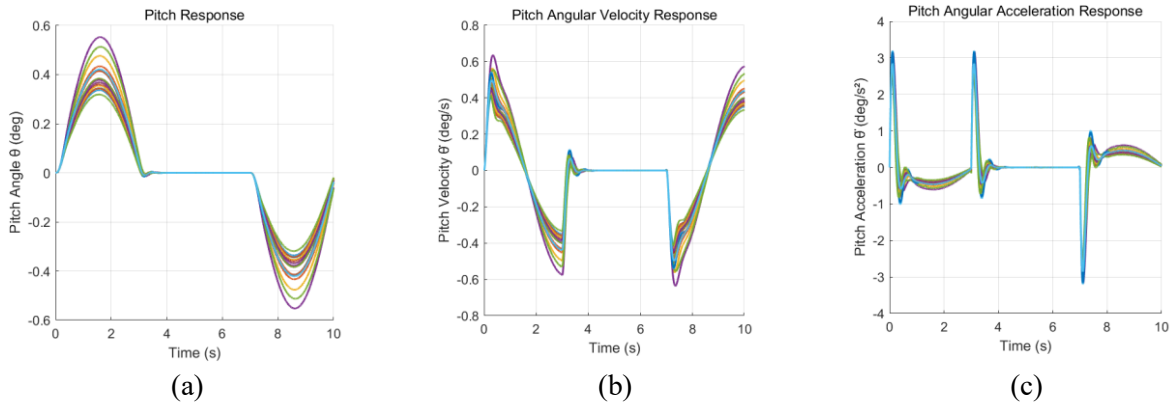 Pitch Response
Pitch Angle θ (deg)
0.6
0.4
0.2
0
-0.2
-0.4
-0.6
0 2 4 6 8 10
Time (s)
(a)
Pitch Angular Velocity Response
Pitch Velocity θ̇ (deg/s)
0.8
0.6
0.4
0.2
0
-0.2
-0.4
-0.6
-0.8
0 2 4 6 8 10
Time (s)
(b)
Pitch Angular Acceleration Response
Pitch Acceleration θ̈ (deg/s²)
4
3
2
1
0
-1
-2
-3
-4
0 2 4 6 8 10
Time (s)
(c)